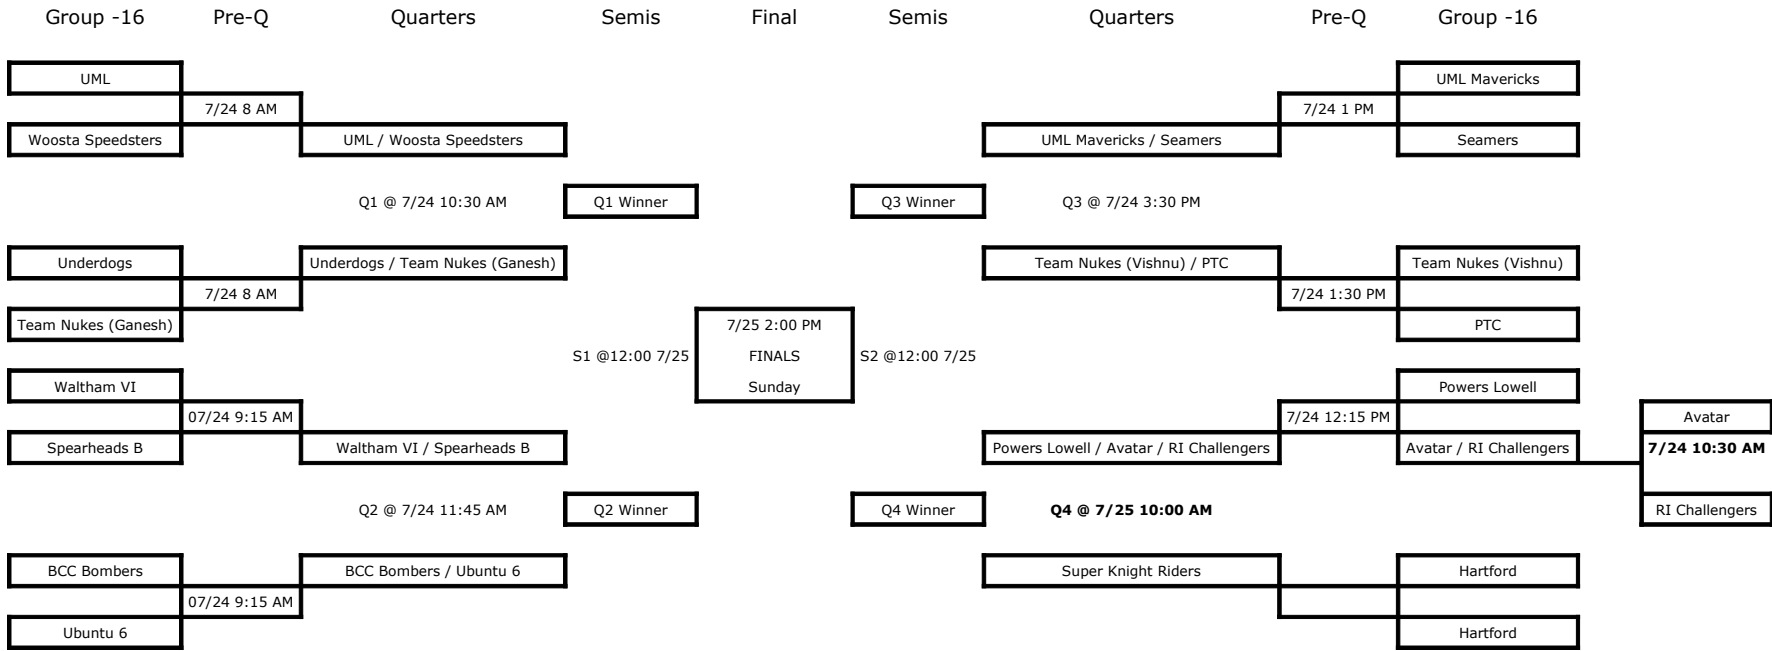 Group -16 Pre-Q Quarters Semis Final Semis Quarters Pre-Q Group -16
UML UML Mavericks
7/24 8 AM 7/24 1 PM
Woosta Speedsters UML / Woosta Speedsters UML Mavericks / Seamers Seamers
Q1 @ 7/24 10:30 AM Q1 Winner Q3 Winner Q3 @ 7/24 3:30 PM
Underdogs Underdogs / Team Nukes (Ganesh) Team Nukes (Vishnu) / PTC Team Nukes (Vishnu)
7/24 8 AM 7/24 1:30 PM
Team Nukes (Ganesh) 7/25 2:00 PM PTC
S1 @12:00 7/25 FINALS S2 @12:00 7/25
Waltham VI Sunday Powers Lowell
07/24 9:15 AM 7/24 12:15 PM Avatar
Spearheads B Waltham VI / Spearheads B Powers Lowell / Avatar / RI Challengers Avatar / RI Challengers 7/24 10:30 AM
Q2 @ 7/24 11:45 AM Q2 Winner Q4 Winner Q4 @ 7/25 10:00 AM RI Challengers
BCC Bombers BCC Bombers / Ubuntu 6 Super Knight Riders Hartford
07/24 9:15 AM
Ubuntu 6 Hartford